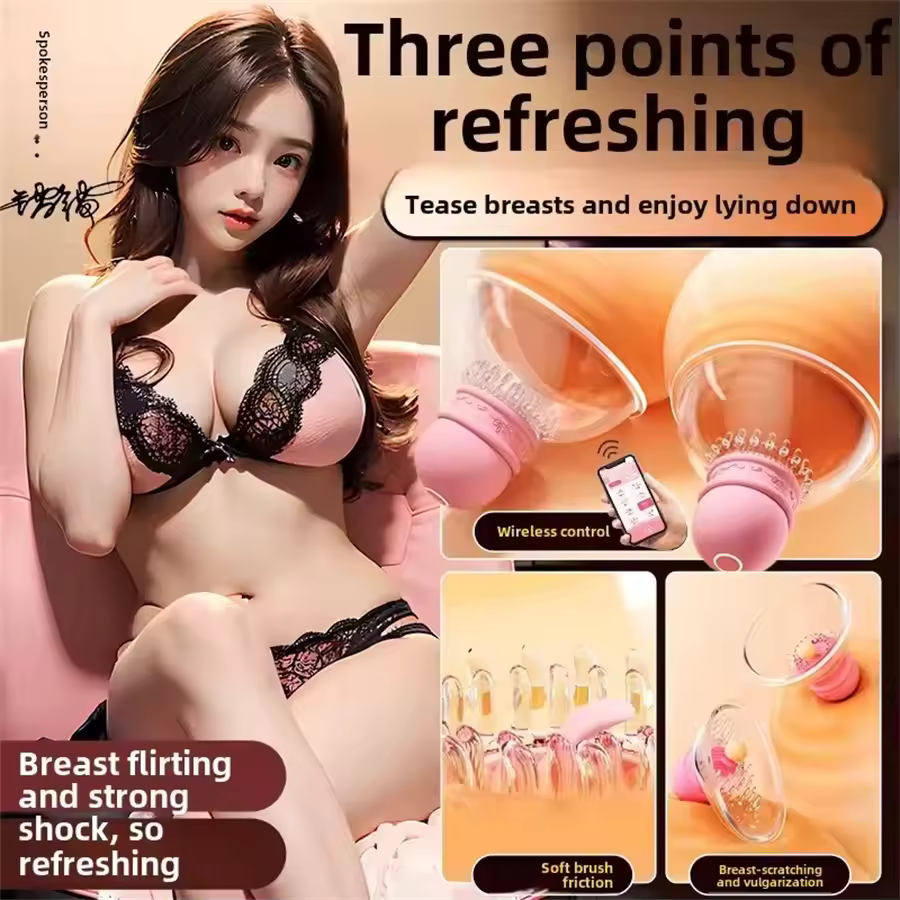 Spokesperson
Three points of
refreshing
Tease breasts and enjoy lying down
Wireless control
Breast flirting
and strong
shock, so
refreshing
Soft brush
friction
Breast-scratching
and vulgarization